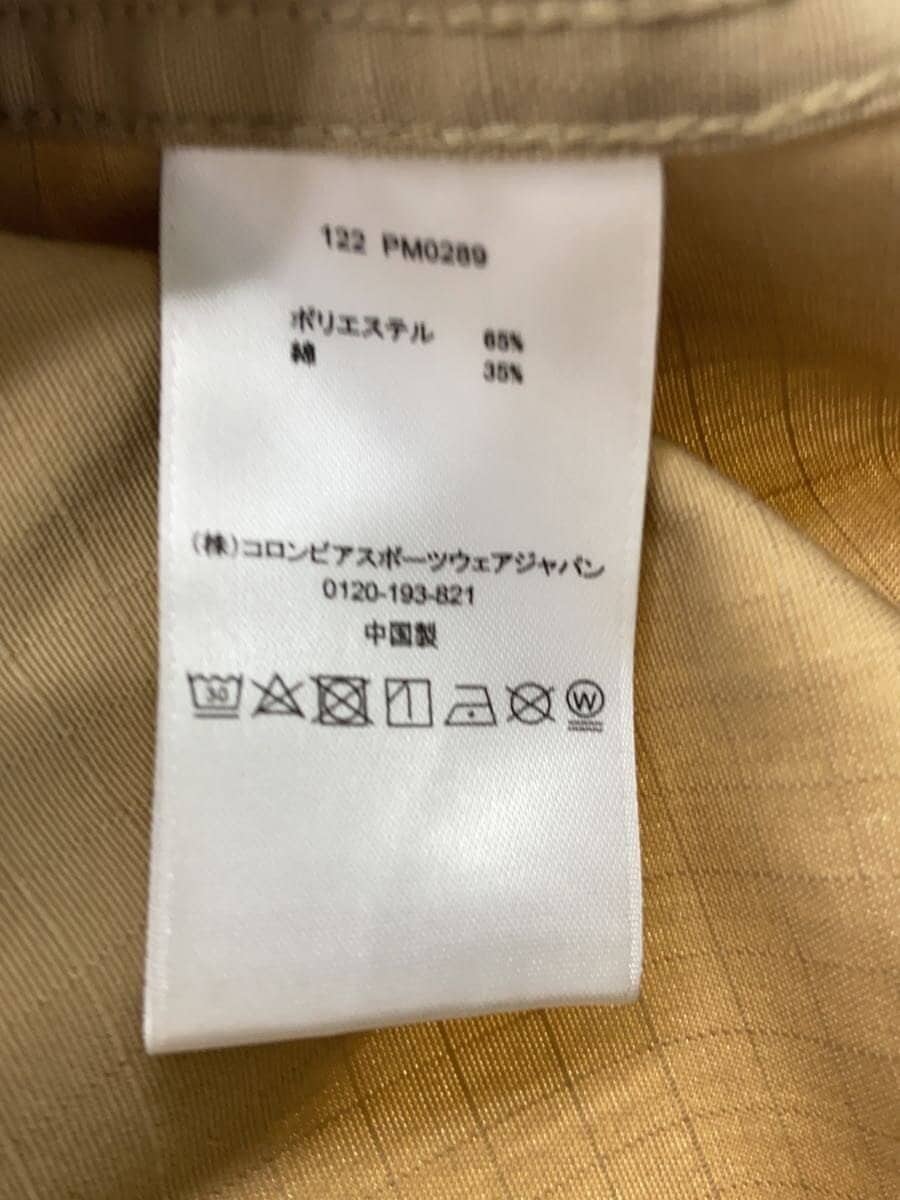 122 PM0289
ポリエステル 65%
綿 35%
(株)コロンビアスポーツウェアジャパン
0120-193-821
中国製
30
W